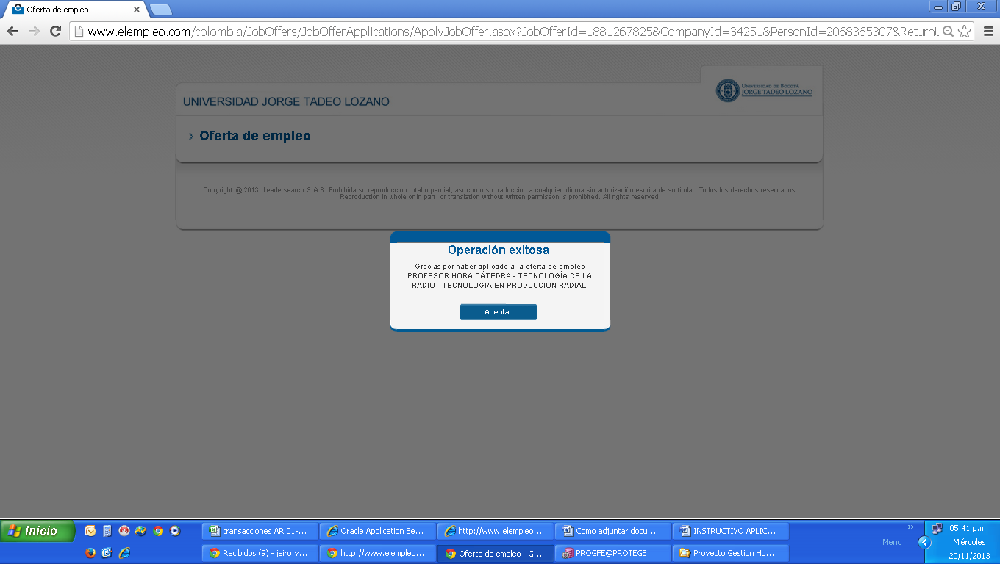 Oferta de empleo
www.elempleo.com/colombia/JobOffers/JobOfferApplications/ApplyJobOffer.aspx?JobOfferId=1881267825&CompanyId=34251&PersonId=2068365307&ReturnU
UNIVERSIDAD JORGE TADEO LOZANO
UNIVERSIDAD DE BOGOTÁ
JORGE TADEO LOZANO
> Oferta de empleo
Copyright @ 2013, Leadersearch S.A.S. Prohibida su reproducción total o parcial, así como su traducción a cualquier idioma sin autorización escrita de su titular. Todos los derechos reservados.
Reproduction in whole or in part, or translation without written permisson is prohibited. All rights reserved.
Operación exitosa
Gracias por haber aplicado a la oferta de empleo
PROFESOR HORA CÁTEDRA - TECNOLOGÍA DE LA
RADIO - TECNOLOGÍA EN PRODUCCION RADIAL.
Aceptar
Inicio
transacciones AR 01-...
Oracle Application Se...
http://www.elempleo...
Como adjuntar docu...
INSTRUCTIVO APLIC...
Recibidos (9) - jairo.v...
http://www.elempleo...
Oferta de empleo - G...
PROGFE@PROTEGE
Proyecto Gestion Hu...
Menu
05:41 p.m.
Miércoles
20/11/2013